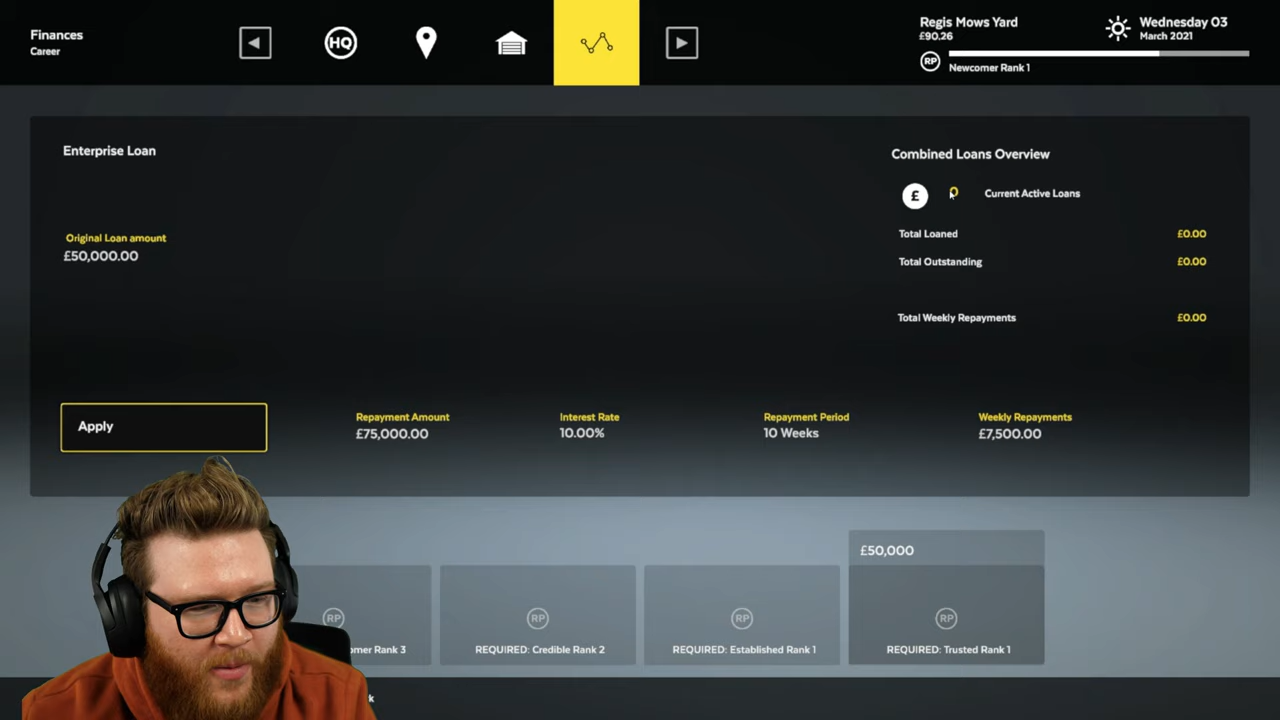 Finances
Career
HQ
Regis Mows Yard
£90.26
RP
Newcomer Rank 1
Wednesday 03
March 2021
Enterprise Loan
Original Loan amount
£50,000.00
Combined Loans Overview
£
0
Current Active Loans
Total Loaned
£0.00
Total Outstanding
£0.00
Total Weekly Repayments
£0.00
Apply
Repayment Amount
£75,000.00
Interest Rate
10.00%
Repayment Period
10 Weeks
Weekly Repayments
£7,500.00
£50,000
RP
RP
RP
RP
Rank 3
REQUIRED: Credible Rank 2
REQUIRED: Established Rank 1
REQUIRED: Trusted Rank 1